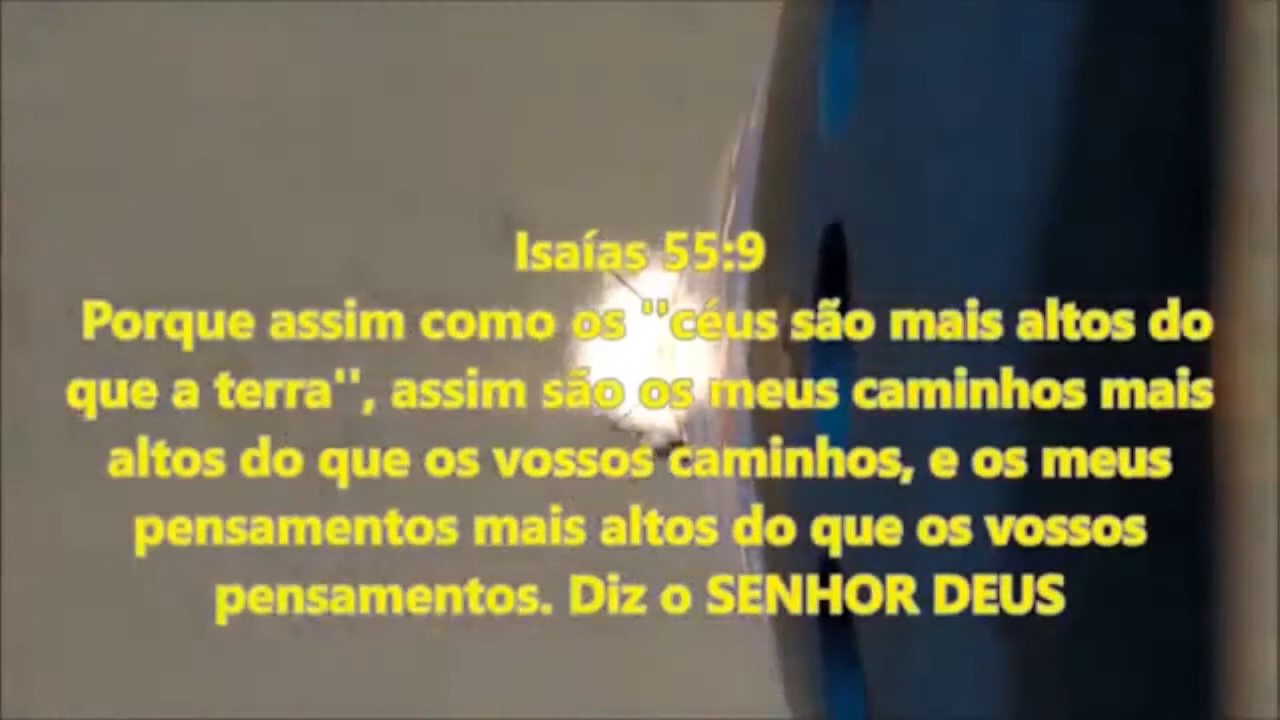 Isaías 55:9
Porque assim como os "céus são mais altos do
que a terra", assim são os meus caminhos mais
altos do que os vossos caminhos, e os meus
pensamentos mais altos do que os vossos
pensamentos. Diz o SENHOR DEUS